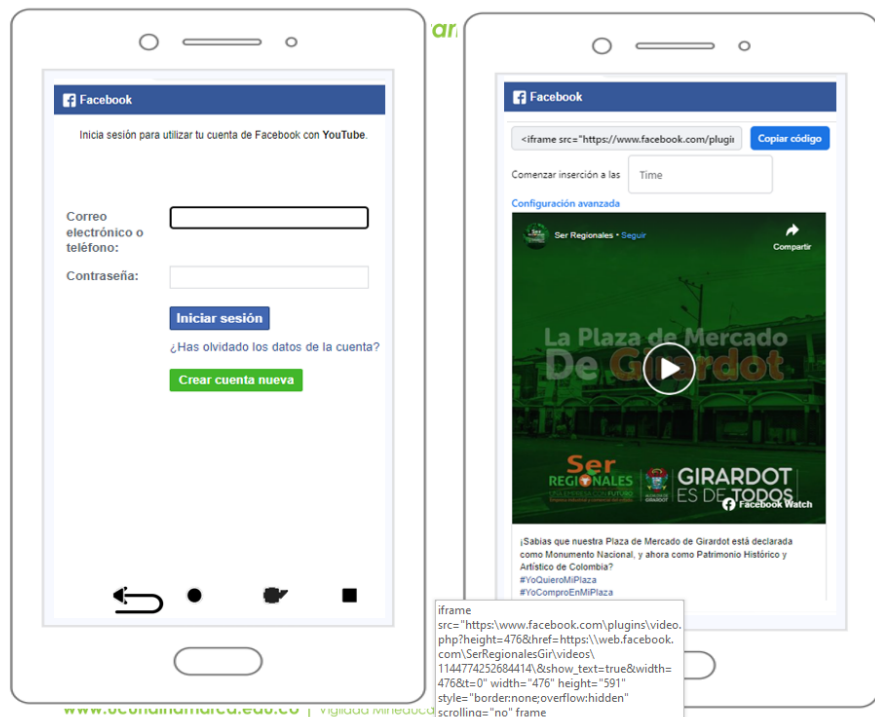 Facebook
Inicia sesión para utilizar tu cuenta de Facebook con YouTube.
Correo
electrónico o
teléfono:
Contraseña:
Iniciar sesión
¿Has olvidado los datos de la cuenta?
Crear cuenta nueva
Facebook
<iframe src="https://www.facebook.com/plugi
Copiar código
Comenzar inserción a las
Time
Configuración avanzada
Ser Regionales • Seguir
Compartir
La Plaza de Mercado
De Girardot
Ser
REGIONALES
GIRARDOT
ES DE TODOS
Facebook Watch
¡Sabias que nuestra Plaza de Mercado de Girardot está declarada
como Monumento Nacional, y ahora como Patrimonio Histórico y
Artístico de Colombia?
#YoQuieroMiPlaza
#YoComproEnMiPlaza
iframe
src="https:\www.facebook.com\plugins\video.
php?height=476&href=https:\\web.facebook.
com\SerRegionalesGir\videos\
1144774252684414\&show_text=true&width=
476&t=0" width="476" height="591"
style="border:none;overflow:hidden"
scrolling="no" frame